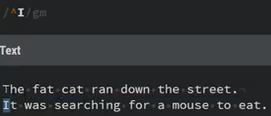 /^I/gm
Text
The fat cat ran down the street.
It was searching for a mouse to eat.